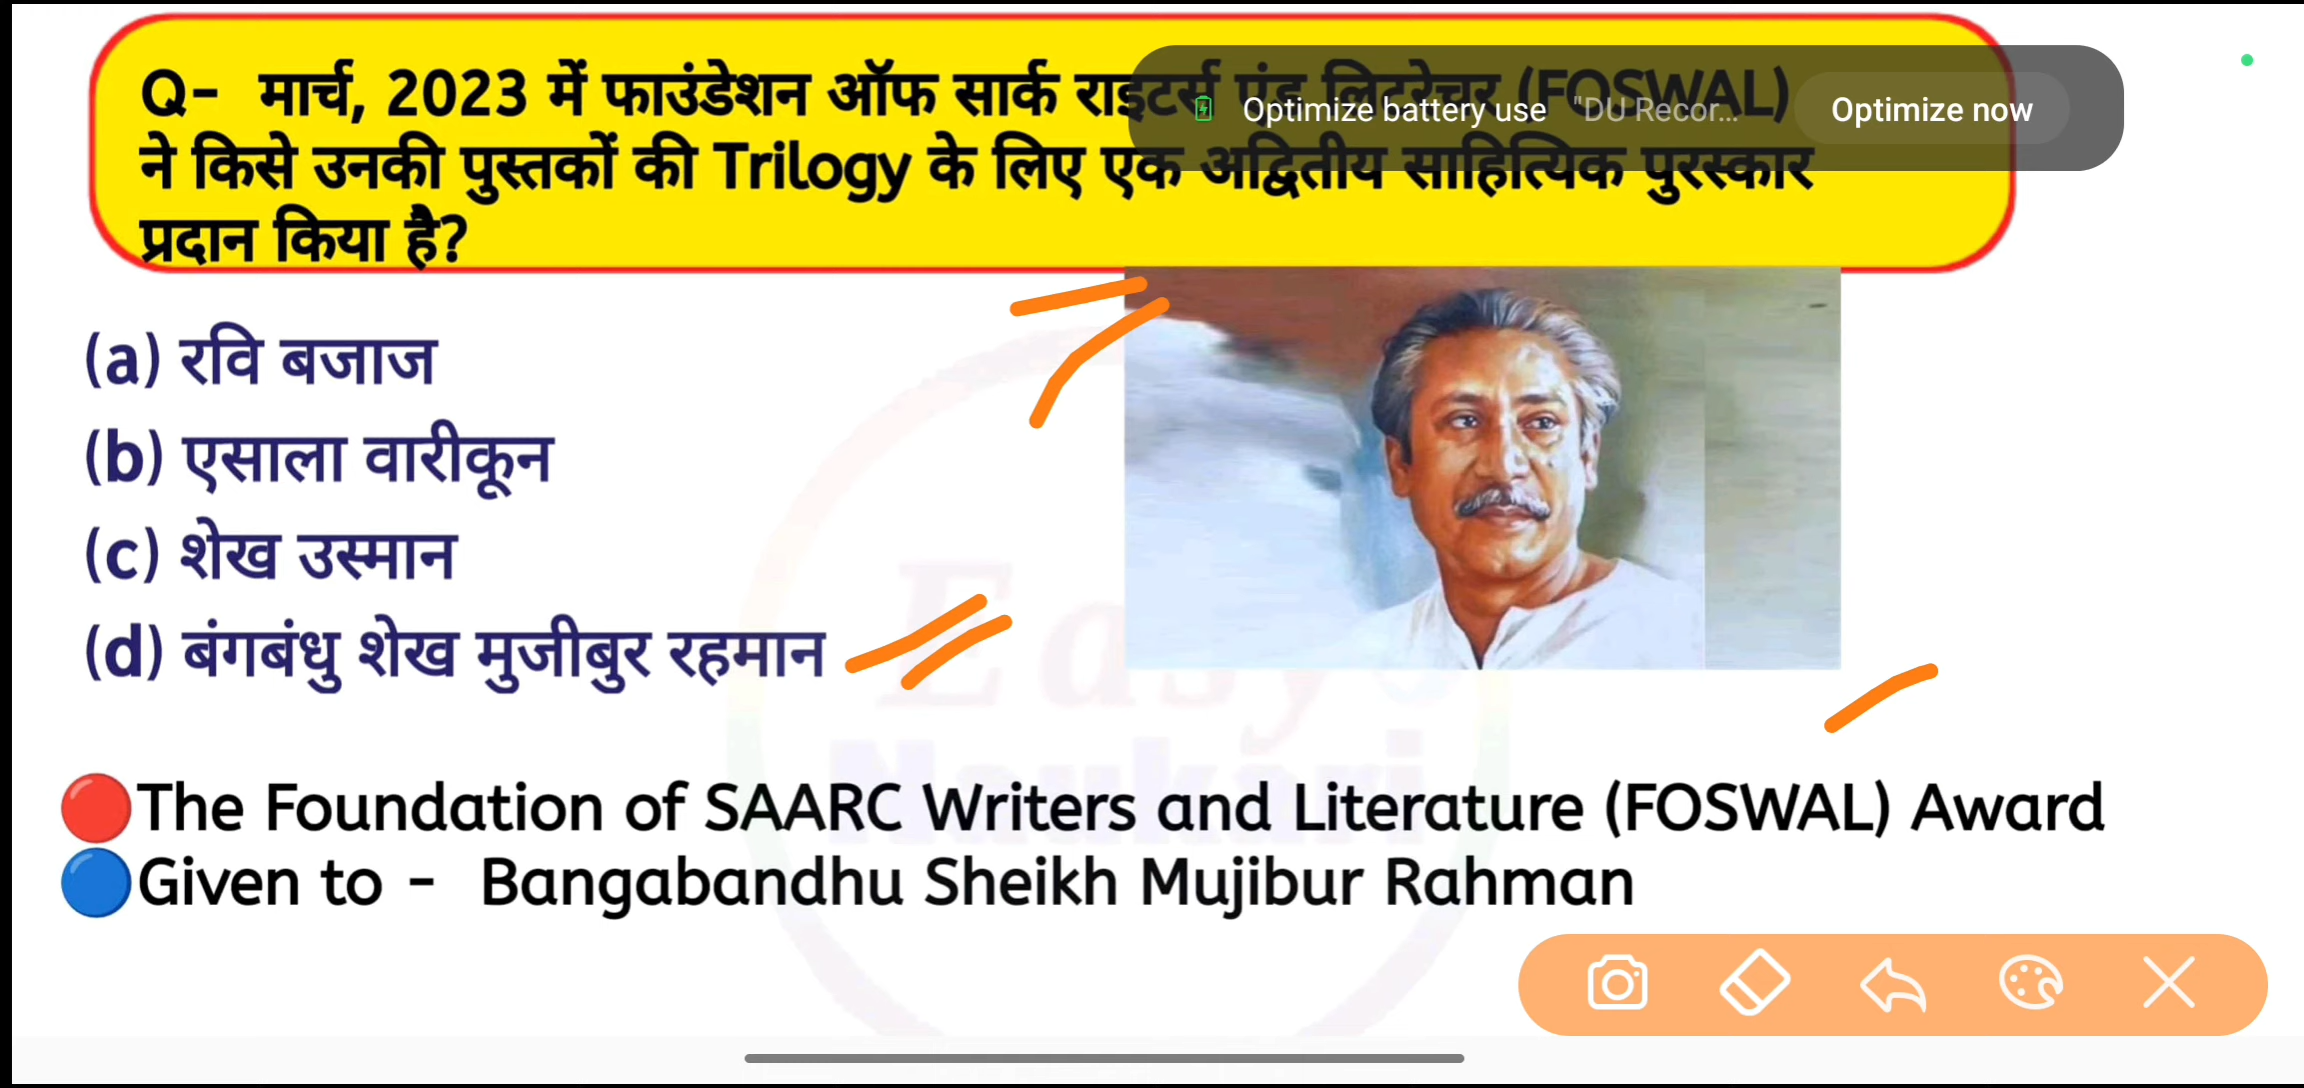 Q- मार्च, 2023 में फाउंडेशन ऑफ सार्क राइटर्स एंड लिटरेचर (FOSWAL)
Optimize battery use "DU Recor... Optimize now
ने किसे उनकी पुस्तकों की Trilogy के लिए एक अद्वितीय साहित्यिक पुरस्कार
प्रदान किया है?
(a) रवि बजाज
(b) एसाला वारीकून
(c) शेख उस्मान
(d) बंगबंधु शेख मुजीबुर रहमान
Easy
Naukari
The Foundation of SAARC Writers and Literature (FOSWAL) Award
Given to - Bangabandhu Sheikh Mujibur Rahman